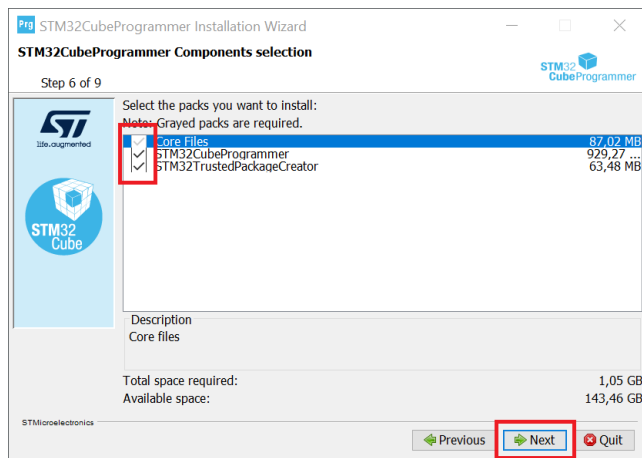 Prg STM32CubeProgrammer Installation Wizard
STM32CubeProgrammer Components selection
Step 6 of 9
STM32
CubeProgrammer
life.augmented
STM32
Cube
Select the packs you want to install:
Note: Grayed packs are required.
Core Files 87,02 MB
STM32CubeProgrammer 929,27 ...
STM32TrustedPackageCreator 63,48 MB
Description
Core files
Total space required: 1,05 GB
Available space: 143,46 GB
STMicroelectronics
Previous Next Quit